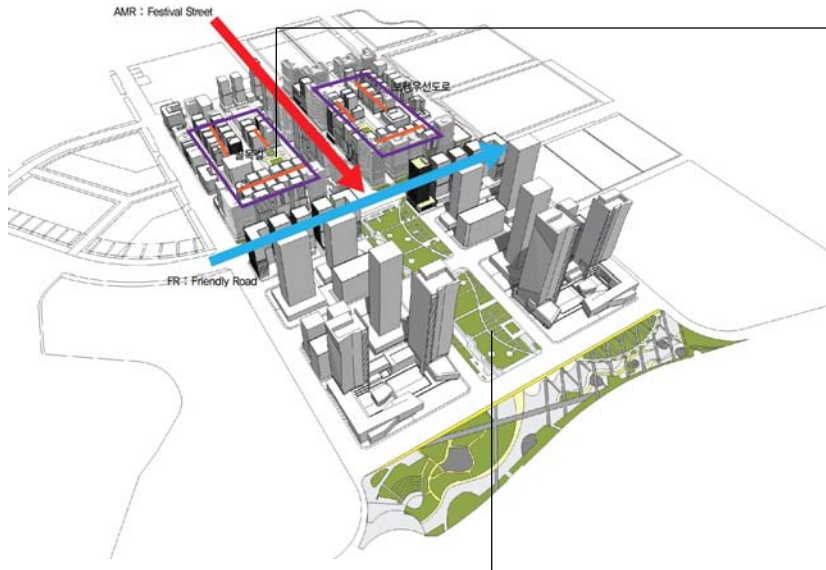 AMR : Festival Street
보행우선도로
FR : Friendly Road